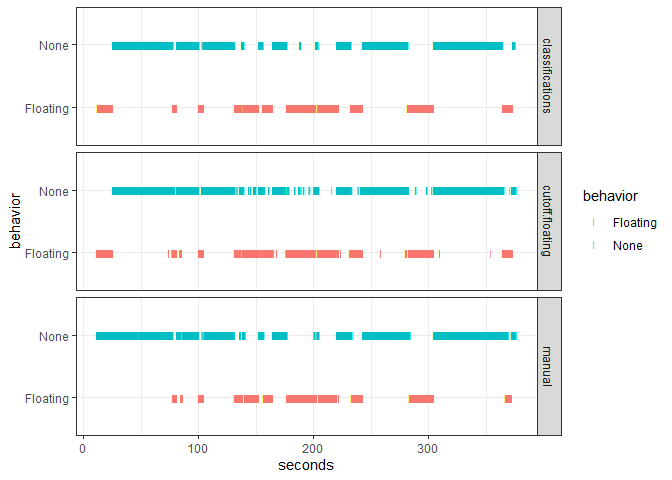 None
Floating
classifications
None
Floating
cutoff.floating
None
Floating
manual
behavior
0
100
200
300
seconds
behavior
Floating
None